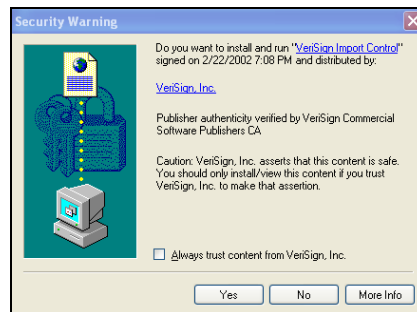 Security Warning
Do you want to install and run "VeriSign Import Control"
signed on 2/22/2002 7:08 PM and distributed by:
VeriSign, Inc.
Publisher authenticity verified by VeriSign Commercial
Software Publishers CA
Caution: VeriSign, Inc. asserts that this content is safe.
You should only install/view this content if you trust
VeriSign, Inc. to make that assertion.
Always trust content from VeriSign, Inc.
Yes No More Info